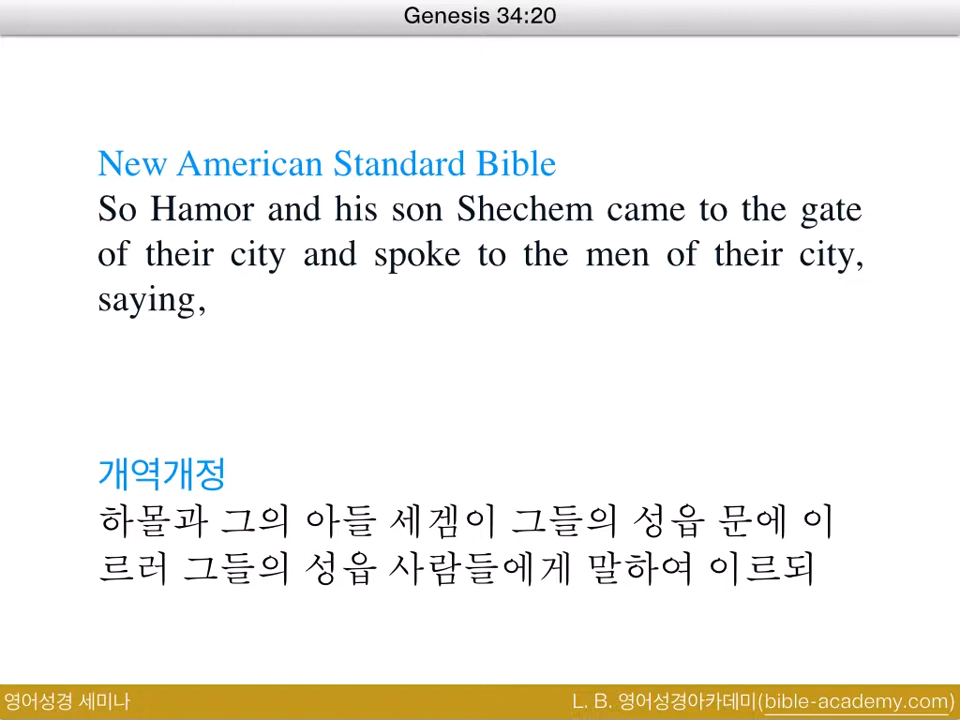 Genesis 34:20
New American Standard Bible
So Hamor and his son Shechem came to the gate
of their city and spoke to the men of their city,
saying,
개역개정
하몰과 그의 아들 세겜이 그들의 성읍 문에 이
르러 그들의 성읍 사람들에게 말하여 이르되
영어성경 세미나
L. B. 영어성경아카데미(bible-academy.com)